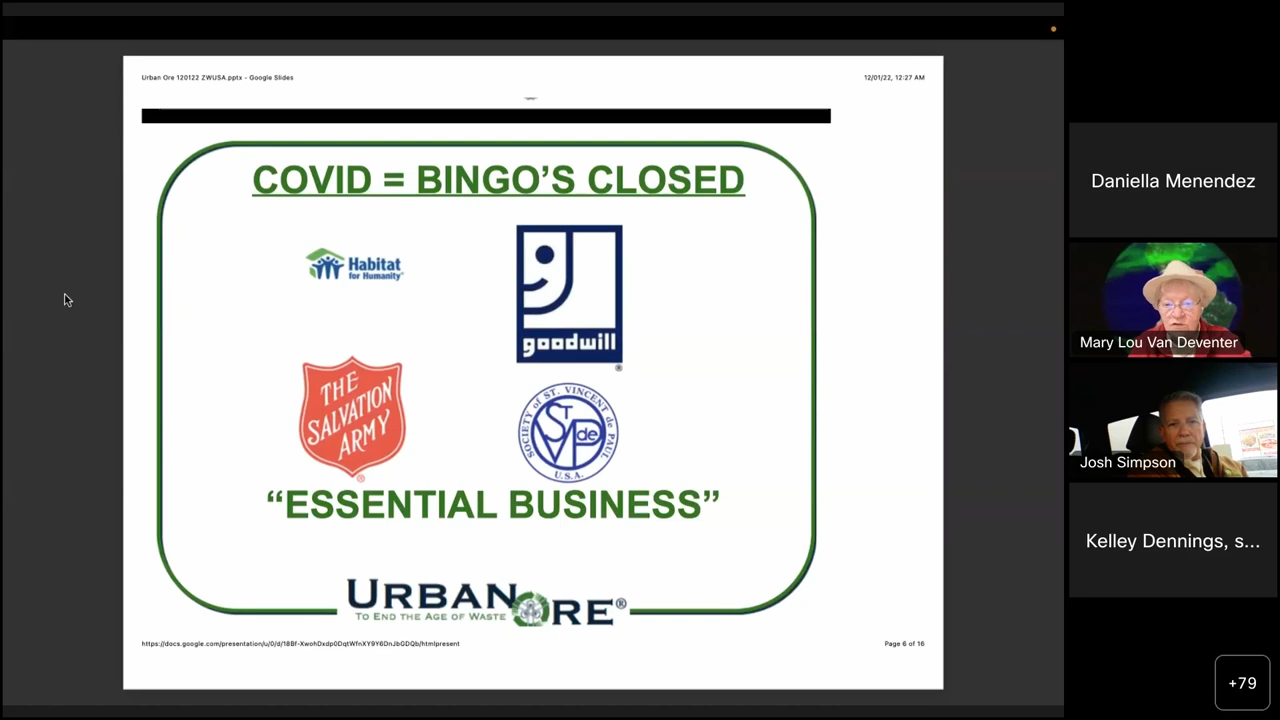 Urban Ore 120122 ZWUSA.pptx - Google Slides
12/01/22, 12:27 AM
COVID = BINGO’S CLOSED
Habitat
for Humanity®
goodwill
®
THE
SALVATION
ARMY
®
SOCIETY OF ST. VINCENT de PAUL
U.S.A.
ST
V de
P
“ESSENTIAL BUSINESS”
URBAN ORE®
TO END THE AGE OF WASTE
Page 6 of 16
Daniella Menendez
Mary Lou Van Deventer
Josh Simpson
Kelley Dennings, s...
+79